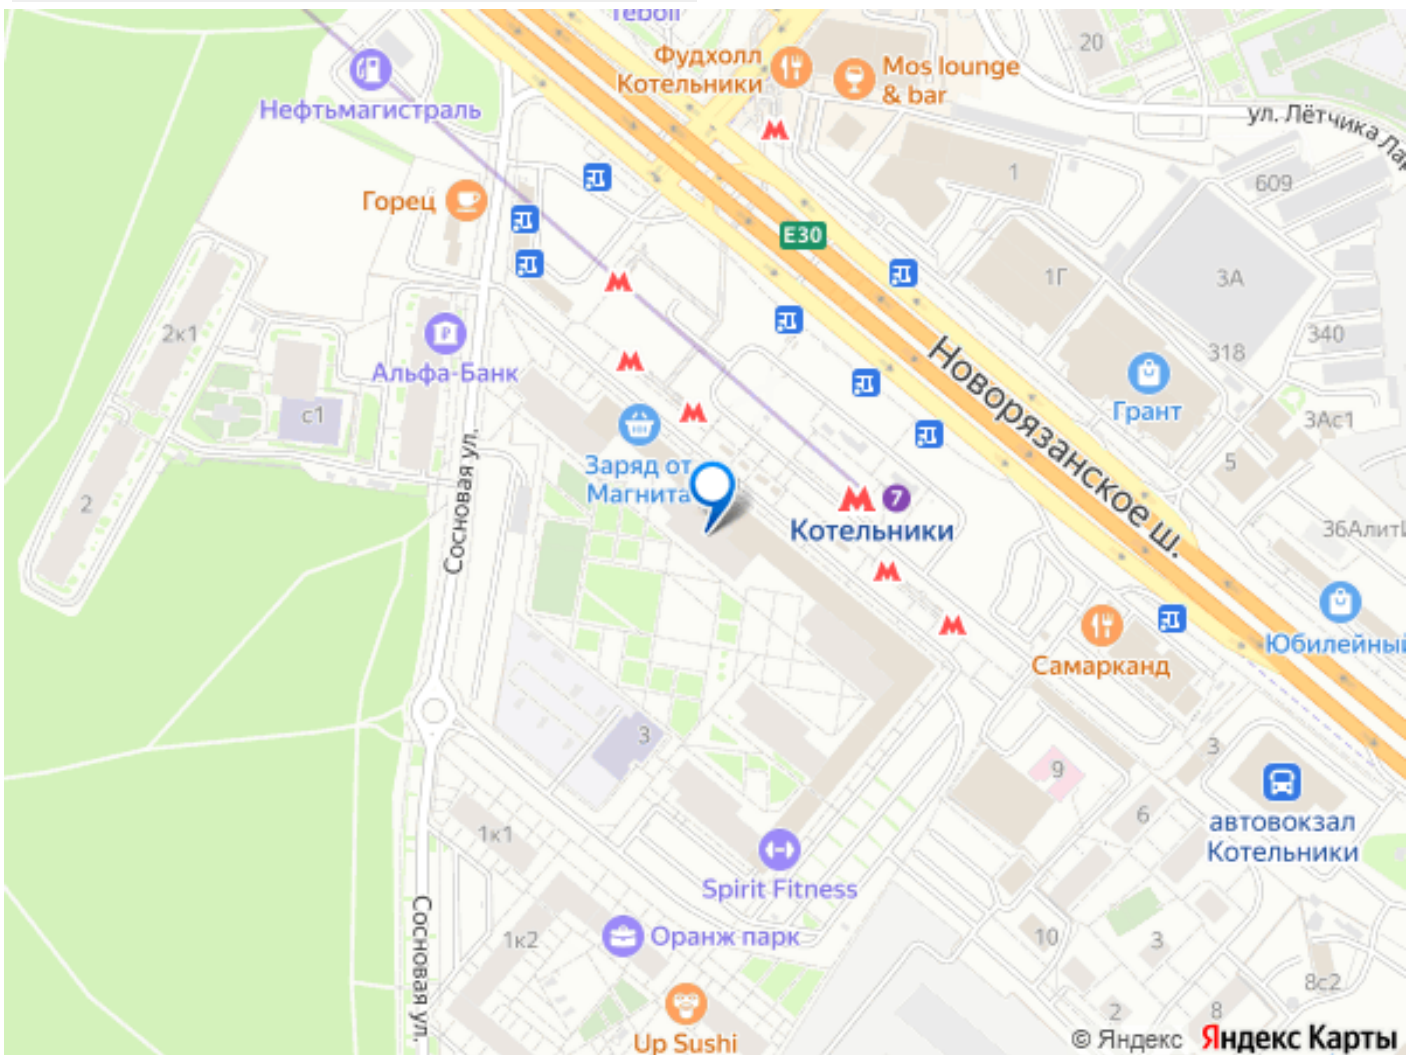 Teboil
20
Фудхолл
Котельники
Mos lounge
& bar
Нефтьмагистраль
ул. Лётчика Лар
1
609
Горец
E30
1Г
3А
2к1
340
318
Альфа-Банк
Новорязанское ш.
Грант
с1
3Ас1
Сосновая ул.
Заряд от
Магнита
5
2
7
Котельники
36Алит
Юбилейный
Самарканд
3
3
9
6
1к1
автовокзал
Котельники
Spirit Fitness
Сосновая ул.
1к2
Оранж парк
10
3
8с2
2
8
Up Sushi
© Яндекс Яндекс Карты